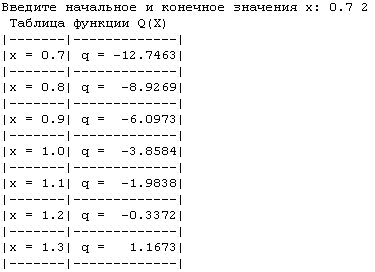 Введите начальное и конечное значения x: 0.7 2
 Таблица функции Q(X)
|-------|-------------|
|x = 0.7| q = -12.7463|
|-------|-------------|
|x = 0.8| q =  -8.9269|
|-------|-------------|
|x = 0.9| q =  -6.0973|
|-------|-------------|
|x = 1.0| q =  -3.8584|
|-------|-------------|
|x = 1.1| q =  -1.9838|
|-------|-------------|
|x = 1.2| q =  -0.3372|
|-------|-------------|
|x = 1.3| q =   1.1673|
|-------|-------------|